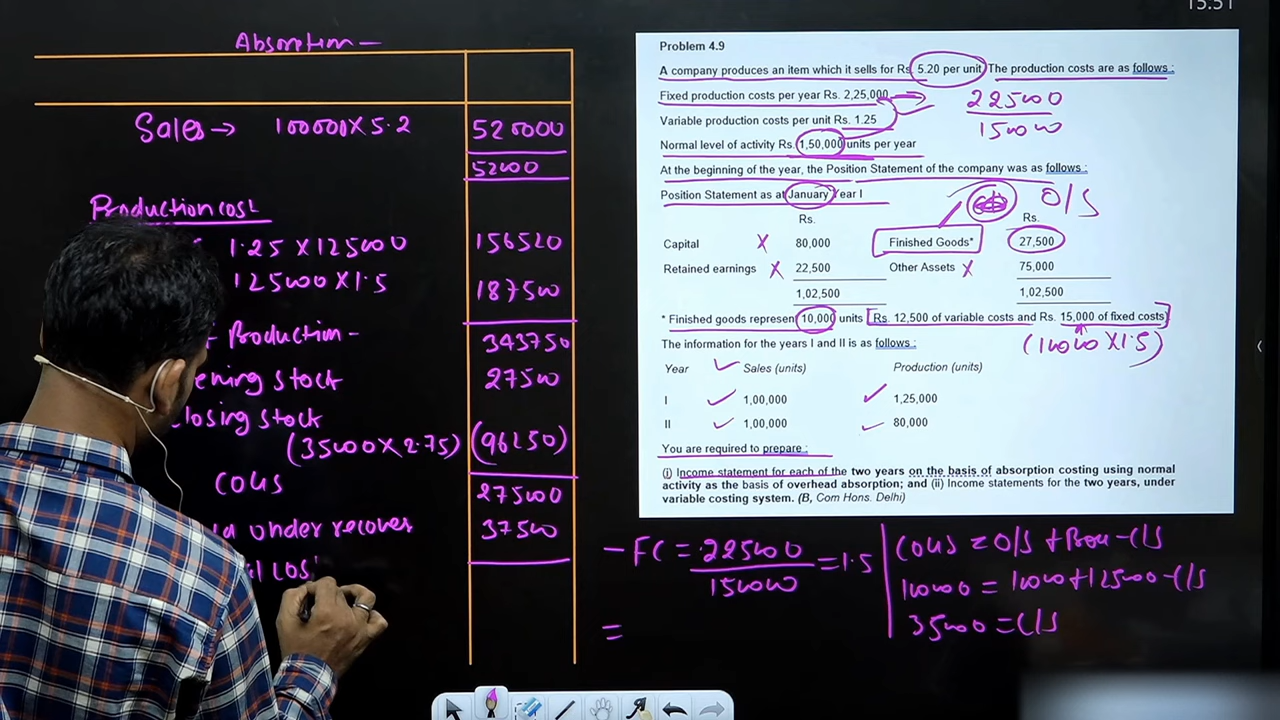 15:51
Absorption -
Sales → 100000 X 5.2 520000
52000
Production cost
1.25 X 125000 156520
125000 X 1.5 187500
Production - 343750
ening stock 27500
losing stock
(35000 X 2.75) (96250)
COGS 275000
under recover 37500
cos
Problem 4.9
A company produces an item which it sells for Rs. 5.20 per unit. The production costs are as follows :
Fixed production costs per year Rs. 2,25,000
Variable production costs per unit Rs. 1.25
Normal level of activity Rs. 1,50,000 units per year
225000
150000
At the beginning of the year, the Position Statement of the company was as follows :
Position Statement as at January Year I
O/S
Rs. Rs.
Capital X 80,000 Finished Goods* 27,500
Retained earnings X 22,500 Other Assets X 75,000
1,02,500 1,02,500
* Finished goods represent 10,000 units [Rs. 12,500 of variable costs and Rs. 15,000 of fixed costs]
(10000 X 1.5)
The information for the years I and II is as follows :
Year Sales (units) Production (units)
I 1,00,000 1,25,000
II 1,00,000 80,000
You are required to prepare :
(i) Income statement for each of the two years on the basis of absorption costing using normal
activity as the basis of overhead absorption; and (ii) Income statements for the two years, under
variable costing system. (B, Com Hons. Delhi)
- FC = 225000 = 1.5
150000
=
COGS = O/S + Prou - C/S
10000 = 1000 + 125000 - C/S
35000 = C/S